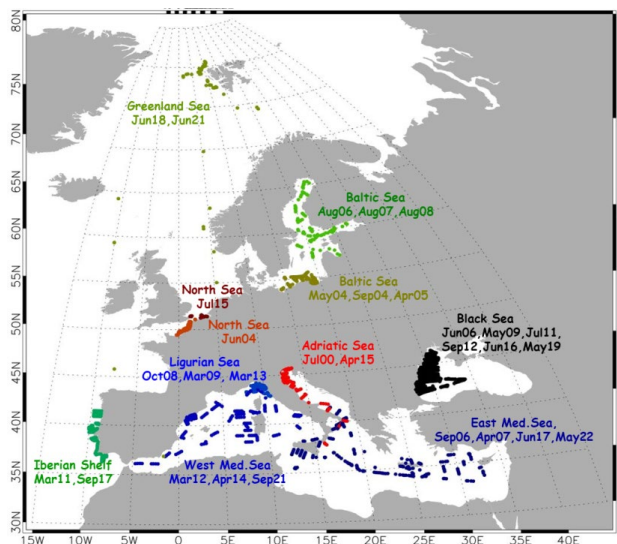 80N
75N
Greenland Sea
Jun18,Jun21
70N
65N
Baltic Sea
Aug06,Aug07,Aug08
60N
55N
Baltic Sea
May04,Sep04,Apr05
North Sea
Jul15
50N
North Sea
Jun04
Black Sea
Jun06,May09,Jul11,
Sep12,Jun16,May19
Adriatic Sea
Jul00,Apr15
45N
Ligurian Sea
Oct08,Mar09, Mar13
40N
East Med.Sea,
Sep06,Apr07,Jun17,May22
35N
Iberian Shelf
Mar11,Sep17
West Med.Sea
Mar12,Apr14,Sep21
30N
15W 10W 5W 0 5E 10E 15E 20E 25E 30E 35E 40E